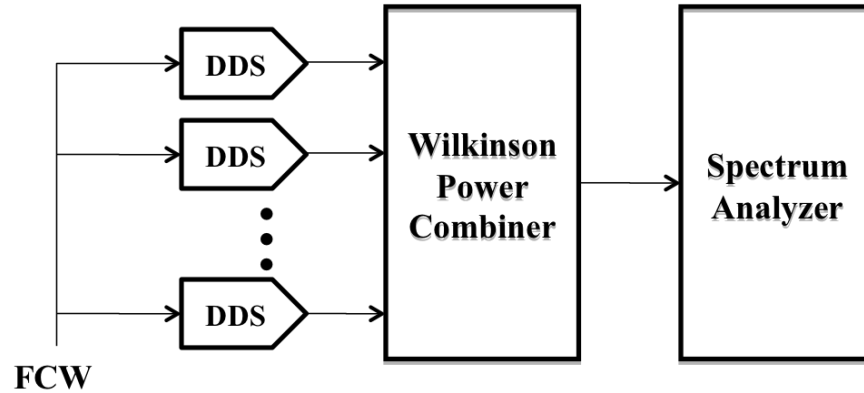 DDS
DDS
DDS
FCW
Wilkinson
Power
Combiner
Spectrum
Analyzer